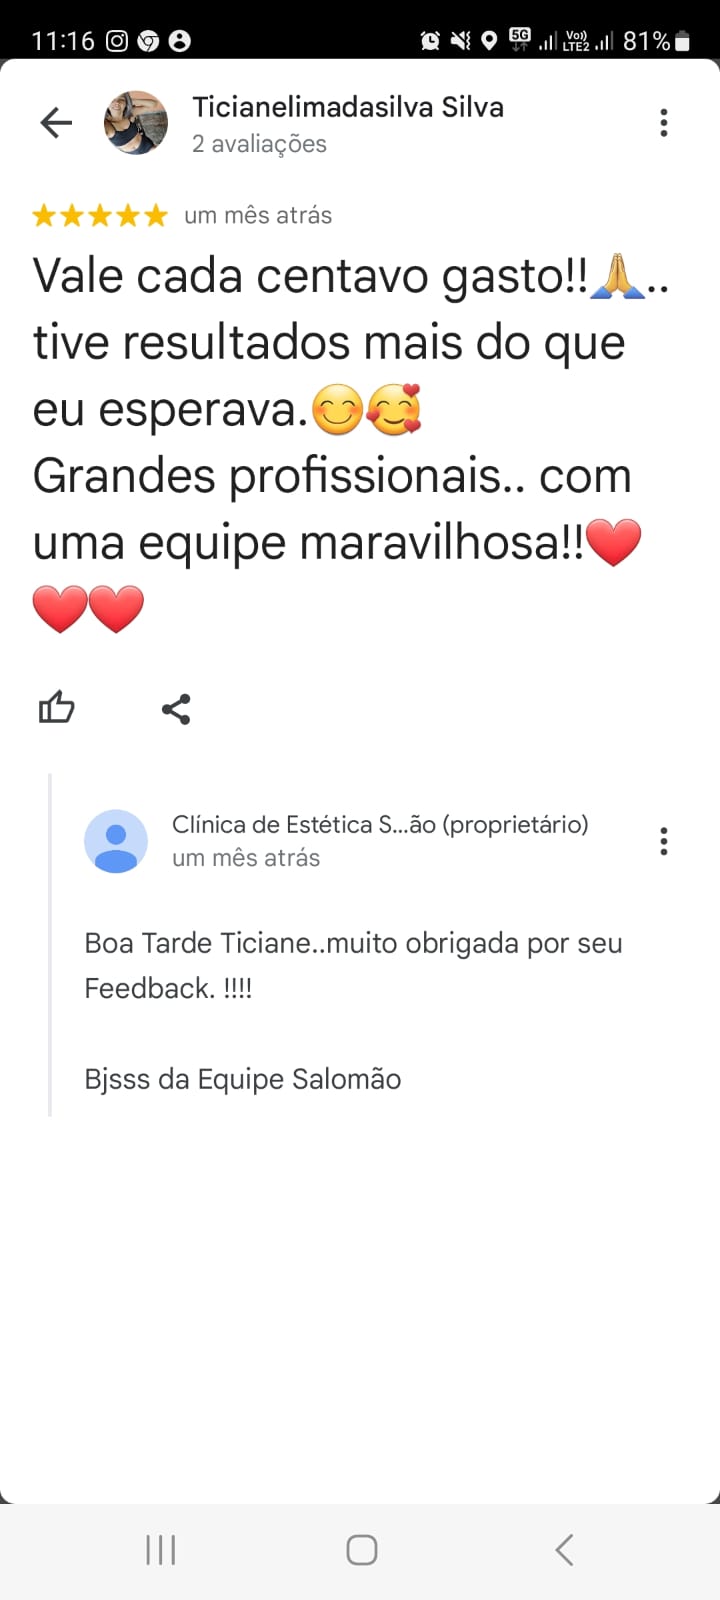 11:16 5G Vo)) LTE2 81%
Ticianelimadasilva Silva
2 avaliações
um mês atrás
Vale cada centavo gasto!!🙏..
tive resultados mais do que
eu esperava.😊🥰
Grandes profissionais.. com
uma equipe maravilhosa!!❤️
❤️❤️
Clínica de Estética S...ão (proprietário)
um mês atrás
Boa Tarde Ticiane..muito obrigada por seu
Feedback. !!!!
Bjsss da Equipe Salomão